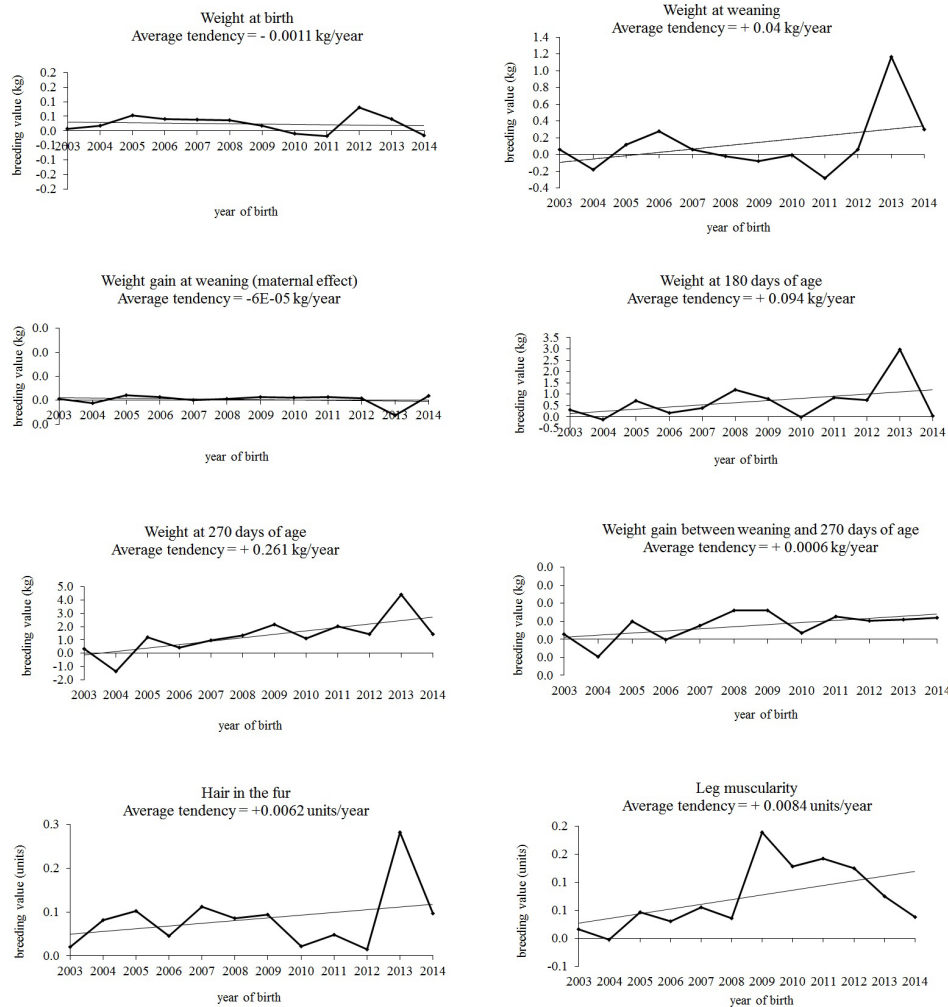 Weight at birth
Average tendency = - 0.0011 kg/year
breeding value (kg)
0.2
0.2
0.1
0.1
0.0
-0.1
-0.1
-0.2
-0.2
2003 2004 2005 2006 2007 2008 2009 2010 2011 2012 2013 2014
year of birth
Weight at weaning
Average tendency = + 0.04 kg/year
breeding value (kg)
1.4
1.2
1.0
0.8
0.6
0.4
0.2
0.0
-0.2
-0.4
2003 2004 2005 2006 2007 2008 2009 2010 2011 2012 2013 2014
year of birth
Weight gain at weaning (maternal effect)
Average tendency = -6E-05 kg/year
breeding value (kg)
0.0
0.0
0.0
0.0
0.0
2003 2004 2005 2006 2007 2008 2009 2010 2011 2012 2013 2014
year of birth
Weight at 180 days of age
Average tendency = + 0.094 kg/year
breeding value (kg)
3.5
3.0
2.5
2.0
1.5
1.0
0.5
0.0
-0.5
2003 2004 2005 2006 2007 2008 2009 2010 2011 2012 2013 2014
year of birth
Weight at 270 days of age
Average tendency = + 0.261 kg/year
breeding value (kg)
5.0
4.0
3.0
2.0
1.0
0.0
-1.0
-2.0
2003 2004 2005 2006 2007 2008 2009 2010 2011 2012 2013 2014
year of birth
Weight gain between weaning and 270 days of age
Average tendency = + 0.0006 kg/year
breeding value (kg)
0.0
0.0
0.0
0.0
0.0
0.0
0.0
2003 2004 2005 2006 2007 2008 2009 2010 2011 2012 2013 2014
year of birth
Hair in the fur
Average tendency = +0.0062 units/year
breeding value (units)
0.3
0.2
0.1
0.0
2003 2004 2005 2006 2007 2008 2009 2010 2011 2012 2013 2014
year of birth
Leg muscularity
Average tendency = + 0.0084 units/year
breeding value (units)
0.2
0.2
0.1
0.1
0.0
-0.1
2003 2004 2005 2006 2007 2008 2009 2010 2011 2012 2013 2014
year of birth